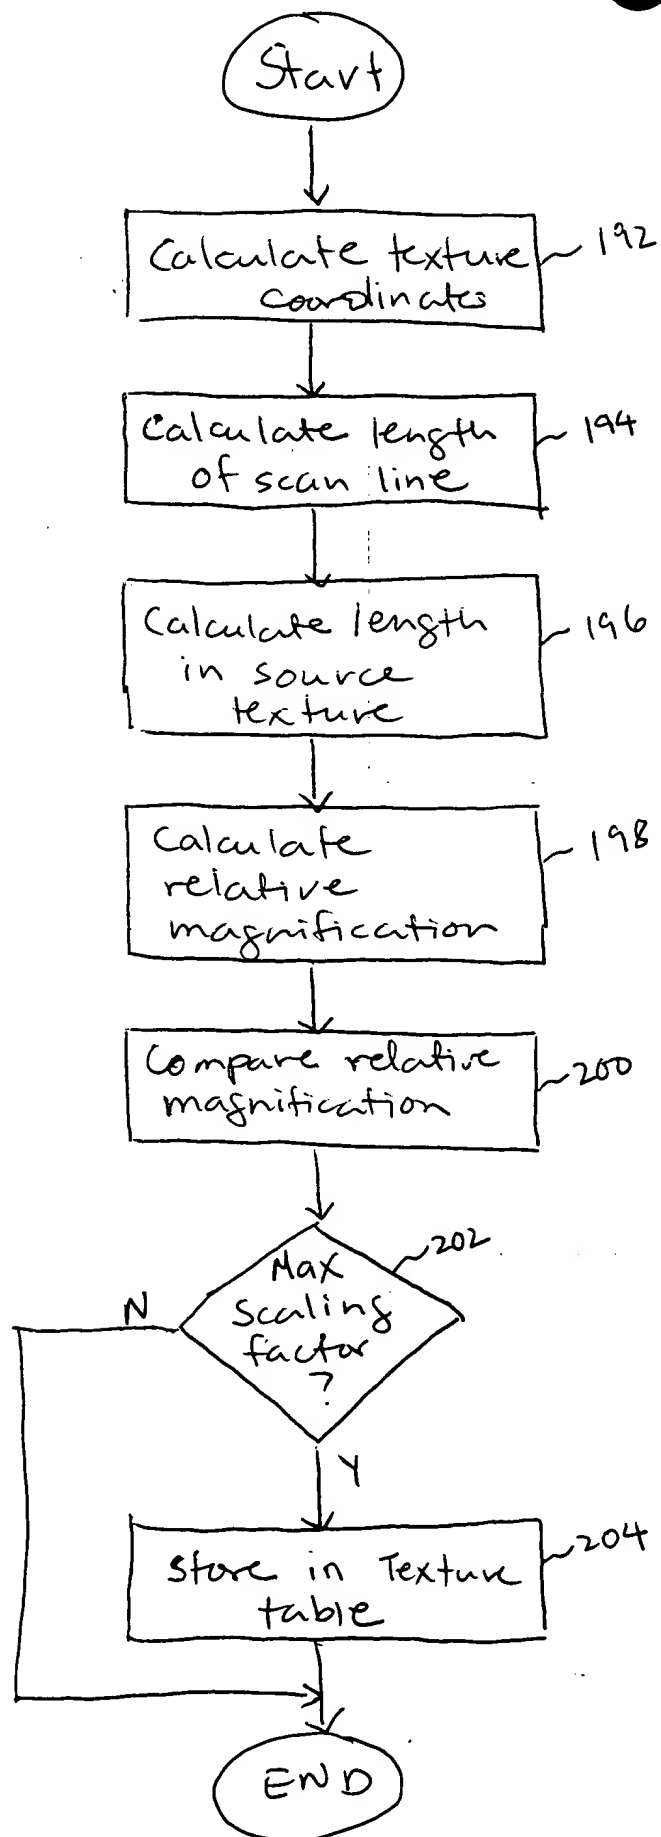 Start
Calculate texture
coordinates
192
Calculate length
of scan line
194
Calculate length
in source
texture
196
Calculate
relative
magnification
198
Compare relative
magnification
200
Max
scaling
factor
?
202
N
Y
Store in Texture
table
204
END